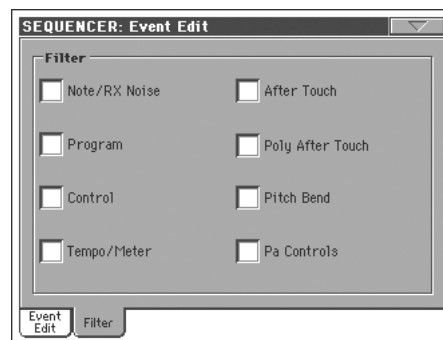 SEQUENCER: Event Edit
Filter
Note/RX Noise
After Touch
Program
Poly After Touch
Control
Pitch Bend
Tempo/Meter
Pa Controls
Event
Edit
Filter